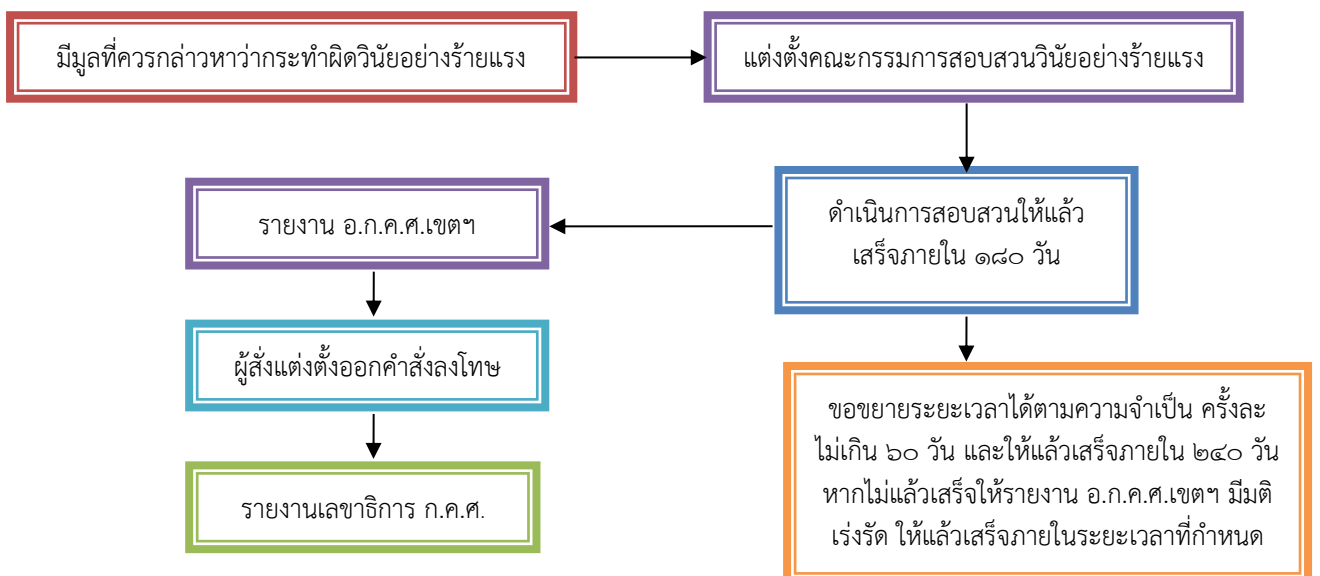 มีมูลที่ควรกล่าวหาว่ากระทำผิดวินัยอย่างร้ายแรง
แต่งตั้งคณะกรรมการสอบสวนวินัยอย่างร้ายแรง
ดำเนินการสอบสวนให้แล้ว
เสร็จภายใน ๑๘๐ วัน
รายงาน อ.ก.ค.ศ.เขตฯ
ผู้สั่งแต่งตั้งออกคำสั่งลงโทษ
รายงานเลขาธิการ ก.ค.ศ.
ขอขยายระยะเวลาได้ตามความจำเป็น ครั้งละ
ไม่เกิน ๖๐ วัน และให้แล้วเสร็จภายใน ๒๔๐ วัน
หากไม่แล้วเสร็จให้รายงาน อ.ก.ค.ศ.เขตฯ มีมติ
เร่งรัด ให้แล้วเสร็จภายในระยะเวลาที่กำหนด